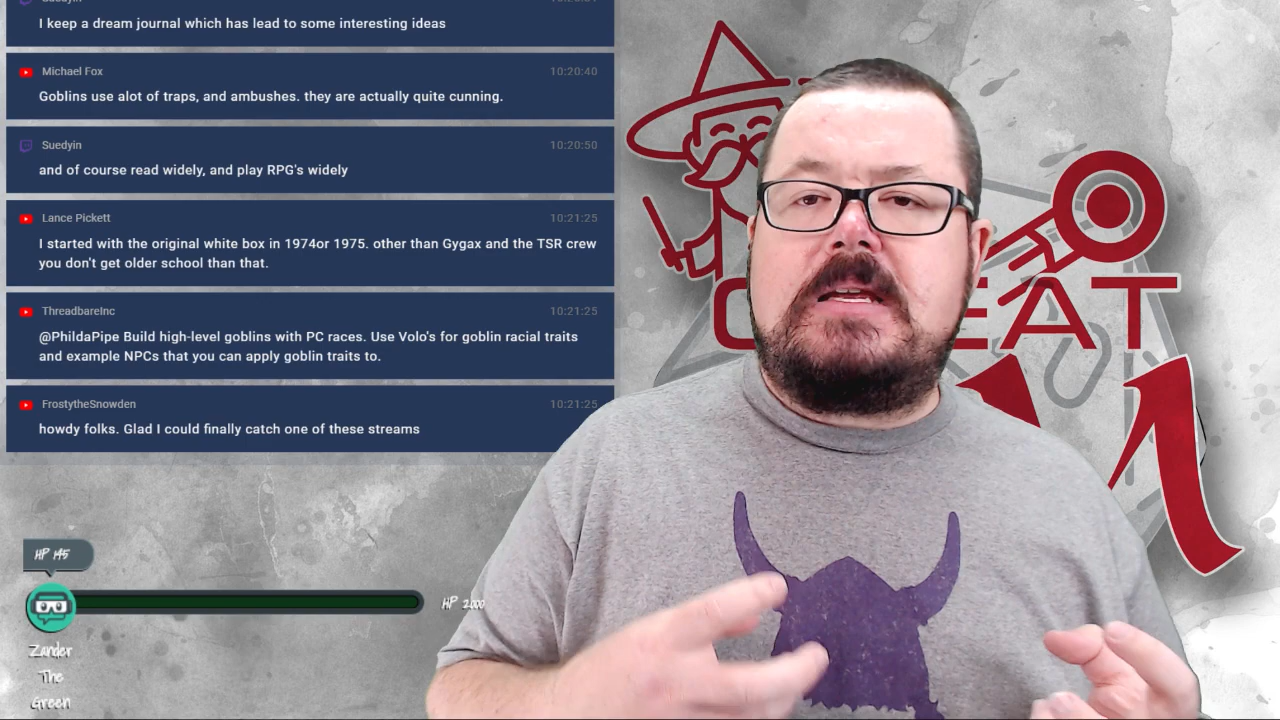 Suedyin
I keep a dream journal which has lead to some interesting ideas
Michael Fox 10:20:40
Goblins use alot of traps, and ambushes. they are actually quite cunning.
Suedyin 10:20:50
and of course read widely, and play RPG's widely
Lance Pickett 10:21:25
I started with the original white box in 1974or 1975. other than Gygax and the TSR crew
you don't get older school than that.
ThreadbareInc 10:21:25
@PhildaPipe Build high-level goblins with PC races. Use Volo's for goblin racial traits
and example NPCs that you can apply goblin traits to.
FrostytheSnowden 10:21:25
howdy folks. Glad I could finally catch one of these streams
EAT
HP 195
HP 2000
Zander
The
Green